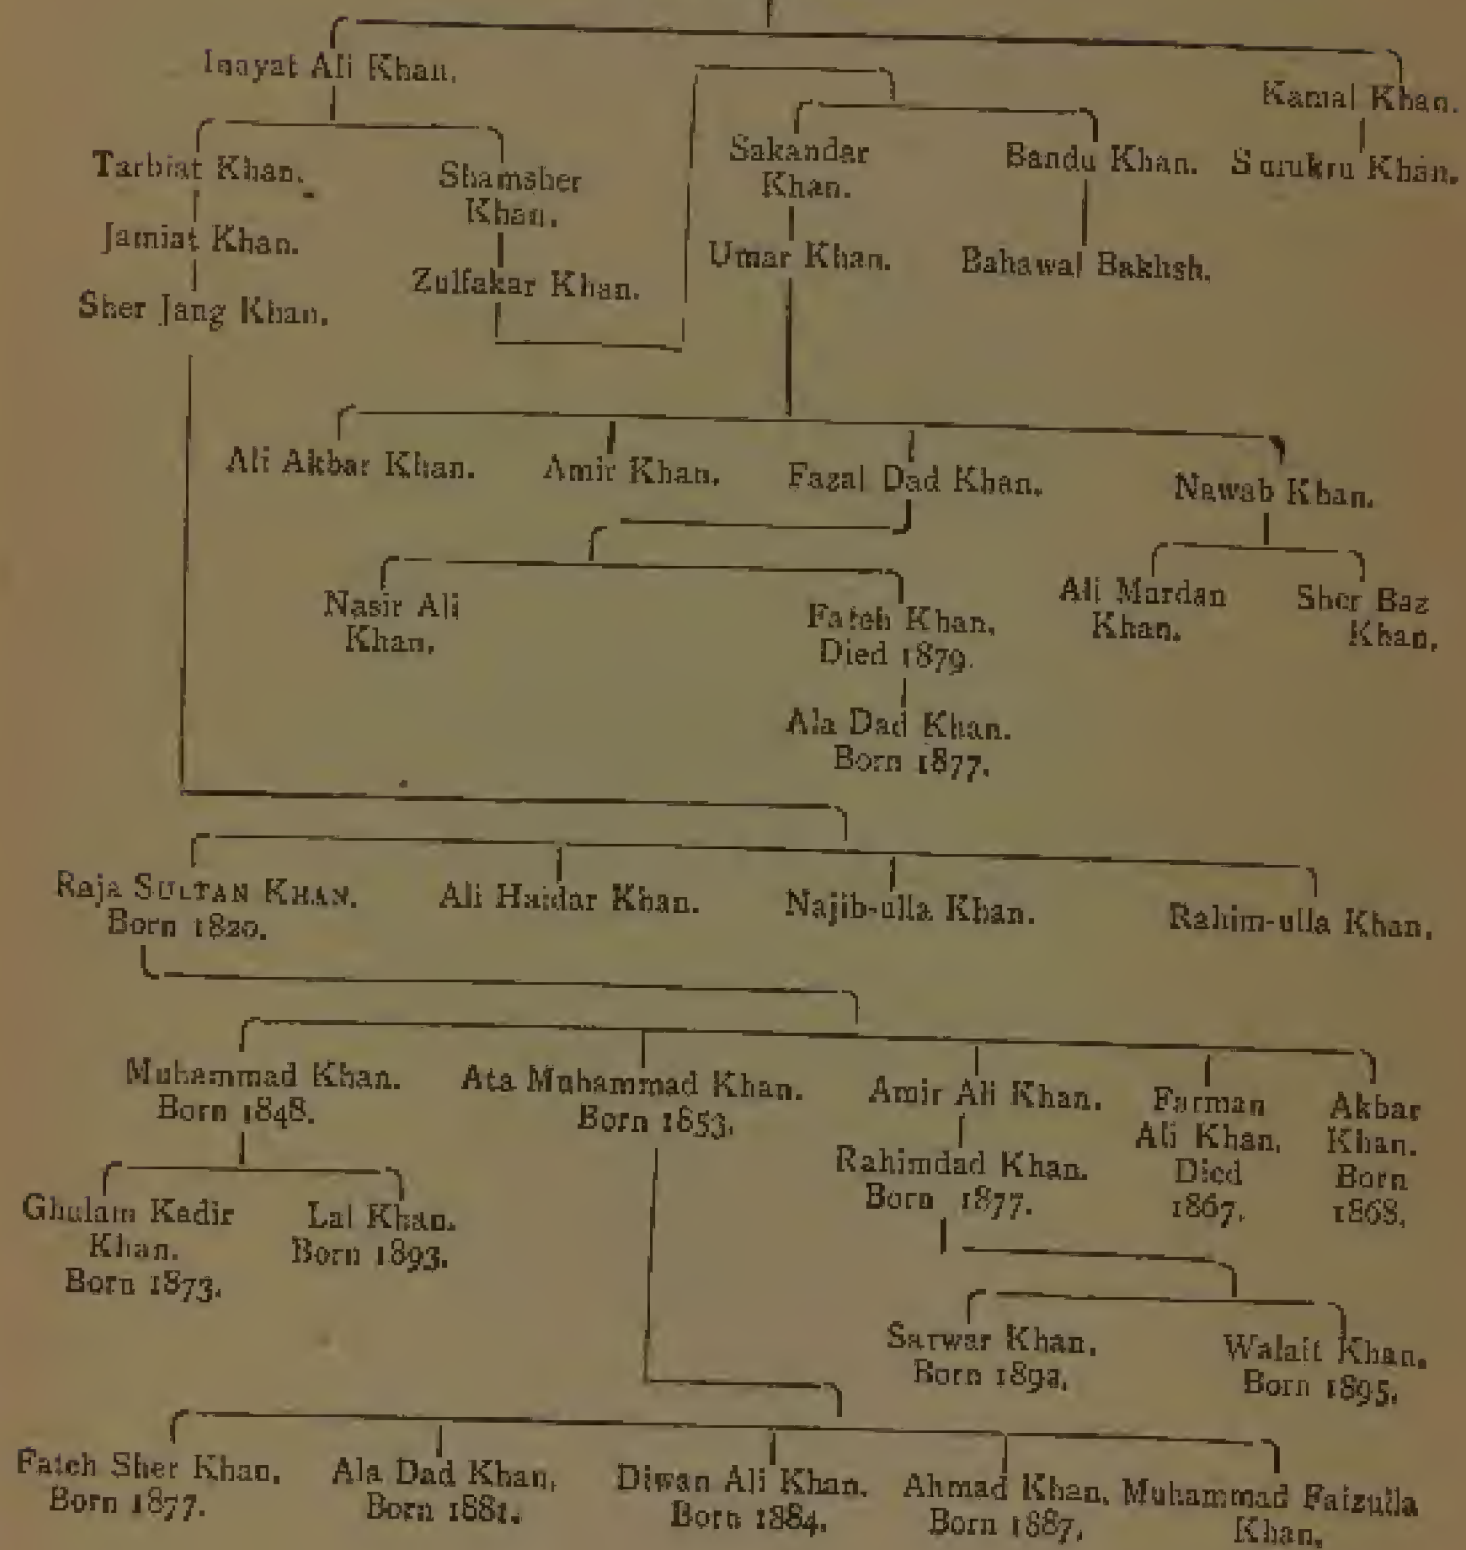 Inayat Ali Khan.
Kamal Khan.
Tarbiat Khan.
Shamsher
Khan.
Sakandar
Khan.
Bandu Khan.
Surukru Khan.
Jamiat Khan.
Umar Khan.
Bahawal Bakhsh.
Zulfakar Khan.
Sher Jang Khan.
Ali Akbar Khan.
Amir Khan.
Fazal Dad Khan.
Nawab Khan.
Nasir Ali
Khan.
Fateh Khan.
Died 1879.
Ali Mardan
Khan.
Sher Baz
Khan.
Ala Dad Khan.
Born 1877.
Raja SULTAN KHAN.
Born 1820.
Ali Haidar Khan.
Najib-ulla Khan.
Rahim-ulla Khan.
Muhammad Khan.
Born 1848.
Ata Muhammad Khan.
Born 1853.
Amir Ali Khan.
Farman
Ali Khan.
Died
1867.
Akbar
Khan.
Born
1868.
Rahimdad Khan.
Born 1877.
Ghulam Kadir
Khan.
Born 1873.
Lal Khan.
Born 1893.
Sarwar Khan.
Born 1892.
Walait Khan.
Born 1895.
Fateh Sher Khan.
Born 1877.
Ala Dad Khan.
Born 1881.
Diwan Ali Khan.
Born 1884.
Ahmad Khan.
Born 1887.
Muhammad Faizulla
Khan.